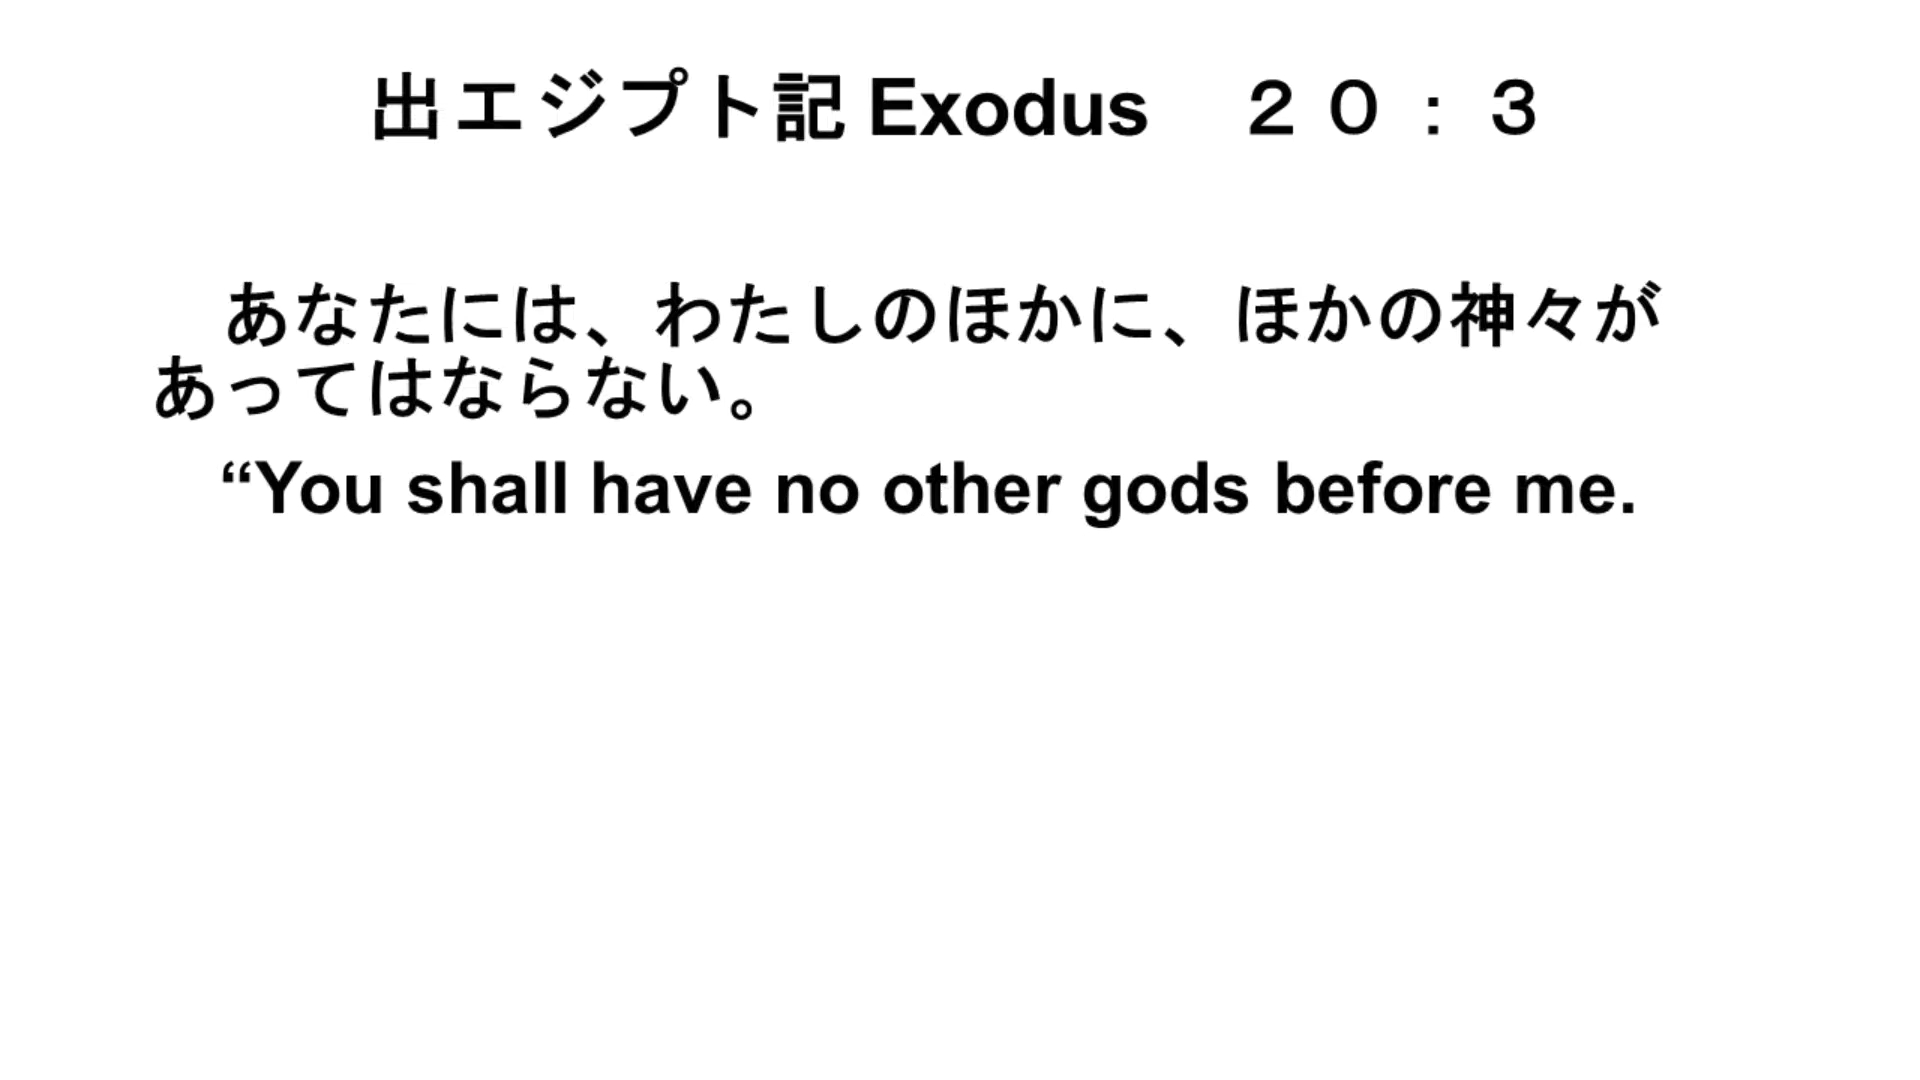 出エジプト記 Exodus　２０：３
あなたには、わたしのほかに、ほかの神々が
あってはならない。
“You shall have no other gods before me.